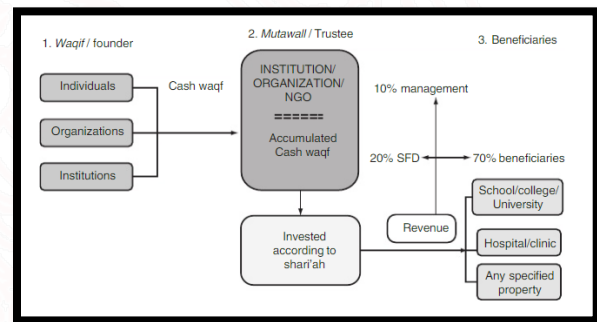 1. Waqif / founder
2. Mutawall / Trustee
3. Beneficiaries
Individuals
Organizations
Institutions
Cash waqf
INSTITUTION/
ORGANIZATION/
NGO
======
Accumulated
Cash waqf
Invested
according to
shari'ah
10% management
20% SFD
70% beneficiaries
Revenue
School/college/
University
Hospital/clinic
Any specified
property